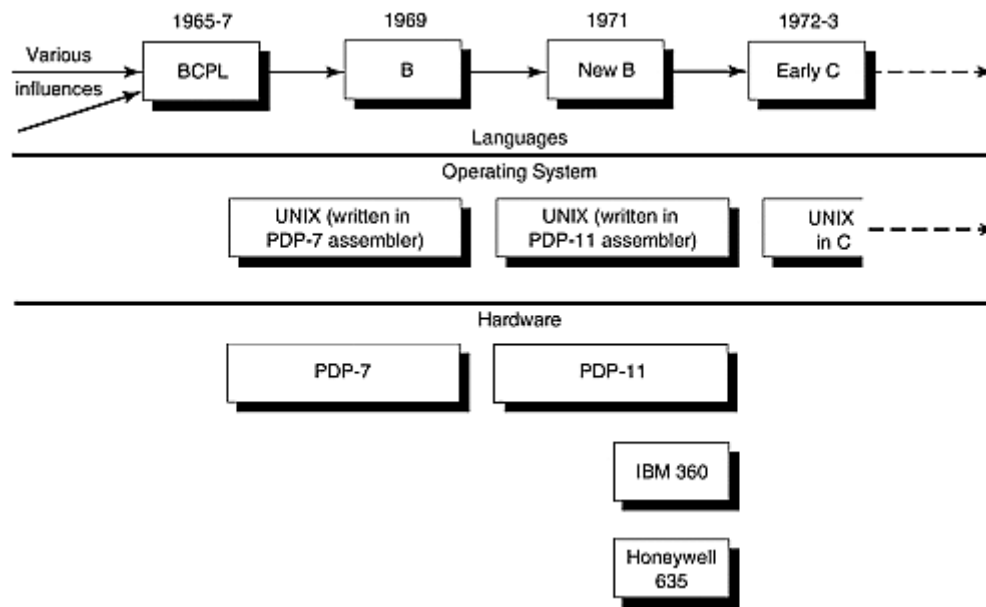 1965-7
1969
1971
1972-3
Various
influences
BCPL
B
New B
Early C
Languages
Operating System
UNIX (written in
PDP-7 assembler)
UNIX (written in
PDP-11 assembler)
UNIX
in C
Hardware
PDP-7
PDP-11
IBM 360
Honeywell
635